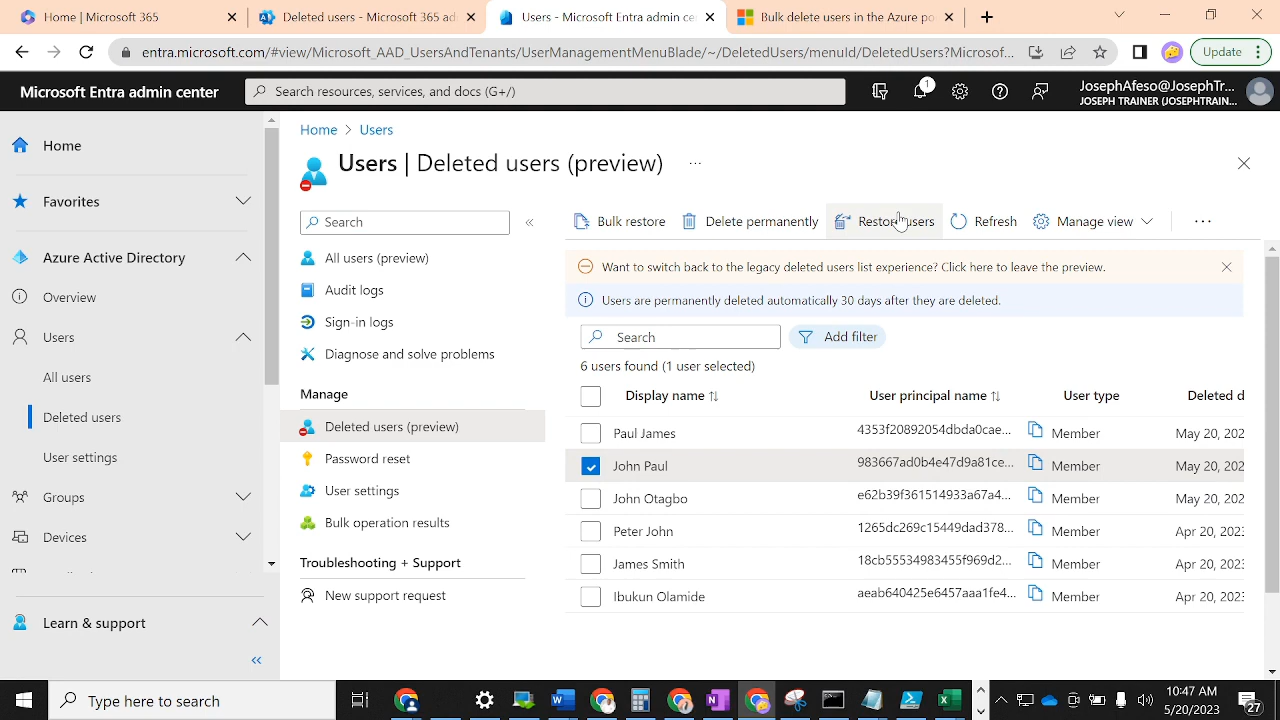 Home | Microsoft 365
Deleted users - Microsoft 365 ad
Users - Microsoft Entra admin ce
Bulk delete users in the Azure po
entra.microsoft.com/#view/Microsoft_AAD_UsersAndTenants/UserManagementMenuBlade/~/DeletedUsers/menuId/DeletedUsers?Microsof...
Update
Microsoft Entra admin center
Search resources, services, and docs (G+/)
1
JosephAfeso@JosephTr...
JOSEPH TRAINER (JOSEPHTRAIN...
Home
Favorites
Azure Active Directory
Overview
Users
All users
Deleted users
User settings
Groups
Devices
Learn & support
«
Home > Users
Users | Deleted users (preview)
...
Search
«
All users (preview)
Audit logs
Sign-in logs
Diagnose and solve problems
Manage
Deleted users (preview)
Password reset
User settings
Bulk operation results
Troubleshooting + Support
New support request
Bulk restore
Delete permanently
Restore users
Refresh
Manage view
...
Want to switch back to the legacy deleted users list experience? Click here to leave the preview.
Users are permanently deleted automatically 30 days after they are deleted.
Search
Add filter
6 users found (1 user selected)
Display name ↑↓ User principal name ↑↓ User type Deleted d
Paul James 4353f20892054dbda0cae... Member May 20, 202
John Paul 983667ad0b4e47d9a81ce... Member May 20, 202
John Otagbo e62b39f361514933a67a4... Member May 20, 202
Peter John 1265dc269c15449dad378... Member Apr 20, 2023
James Smith 18cb55534983455f969d2... Member Apr 20, 2023
Ibukun Olamide aeab640425e6457aaa1fe4... Member Apr 20, 2023
Type here to search
10:47 AM
5/20/2023
27